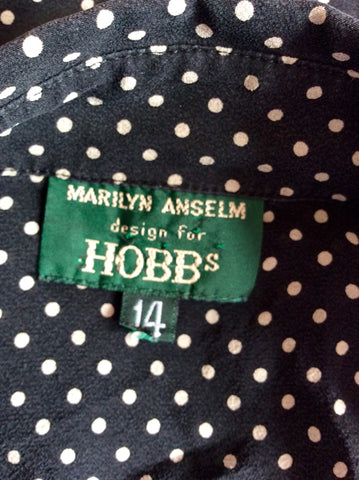 MARILYN ANSELM
design for
HOBBS
14